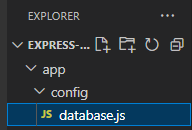 EXPLORER
EXPRESS-...
app
config
JS database.js